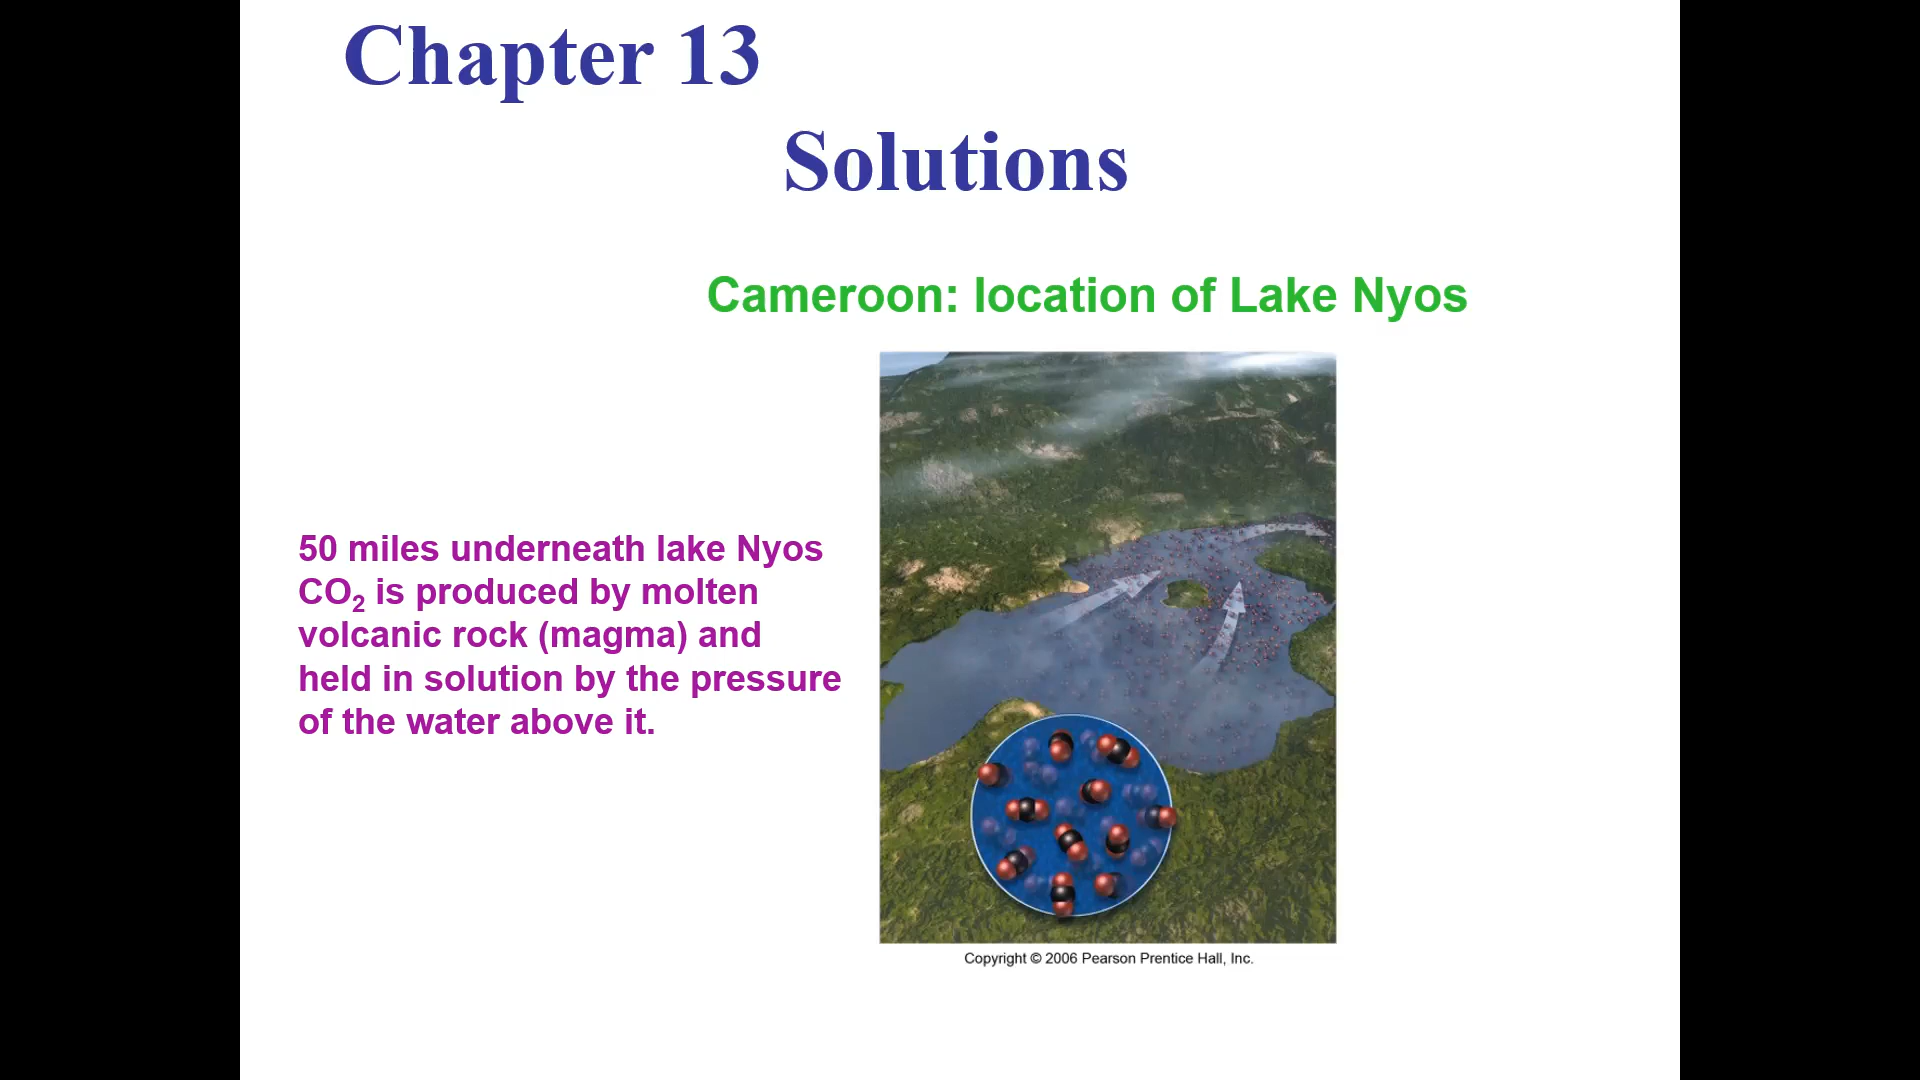 Chapter 13
Solutions
Cameroon: location of Lake Nyos
50 miles underneath lake Nyos
CO₂ is produced by molten
volcanic rock (magma) and
held in solution by the pressure
of the water above it.
Copyright © 2006 Pearson Prentice Hall, Inc.